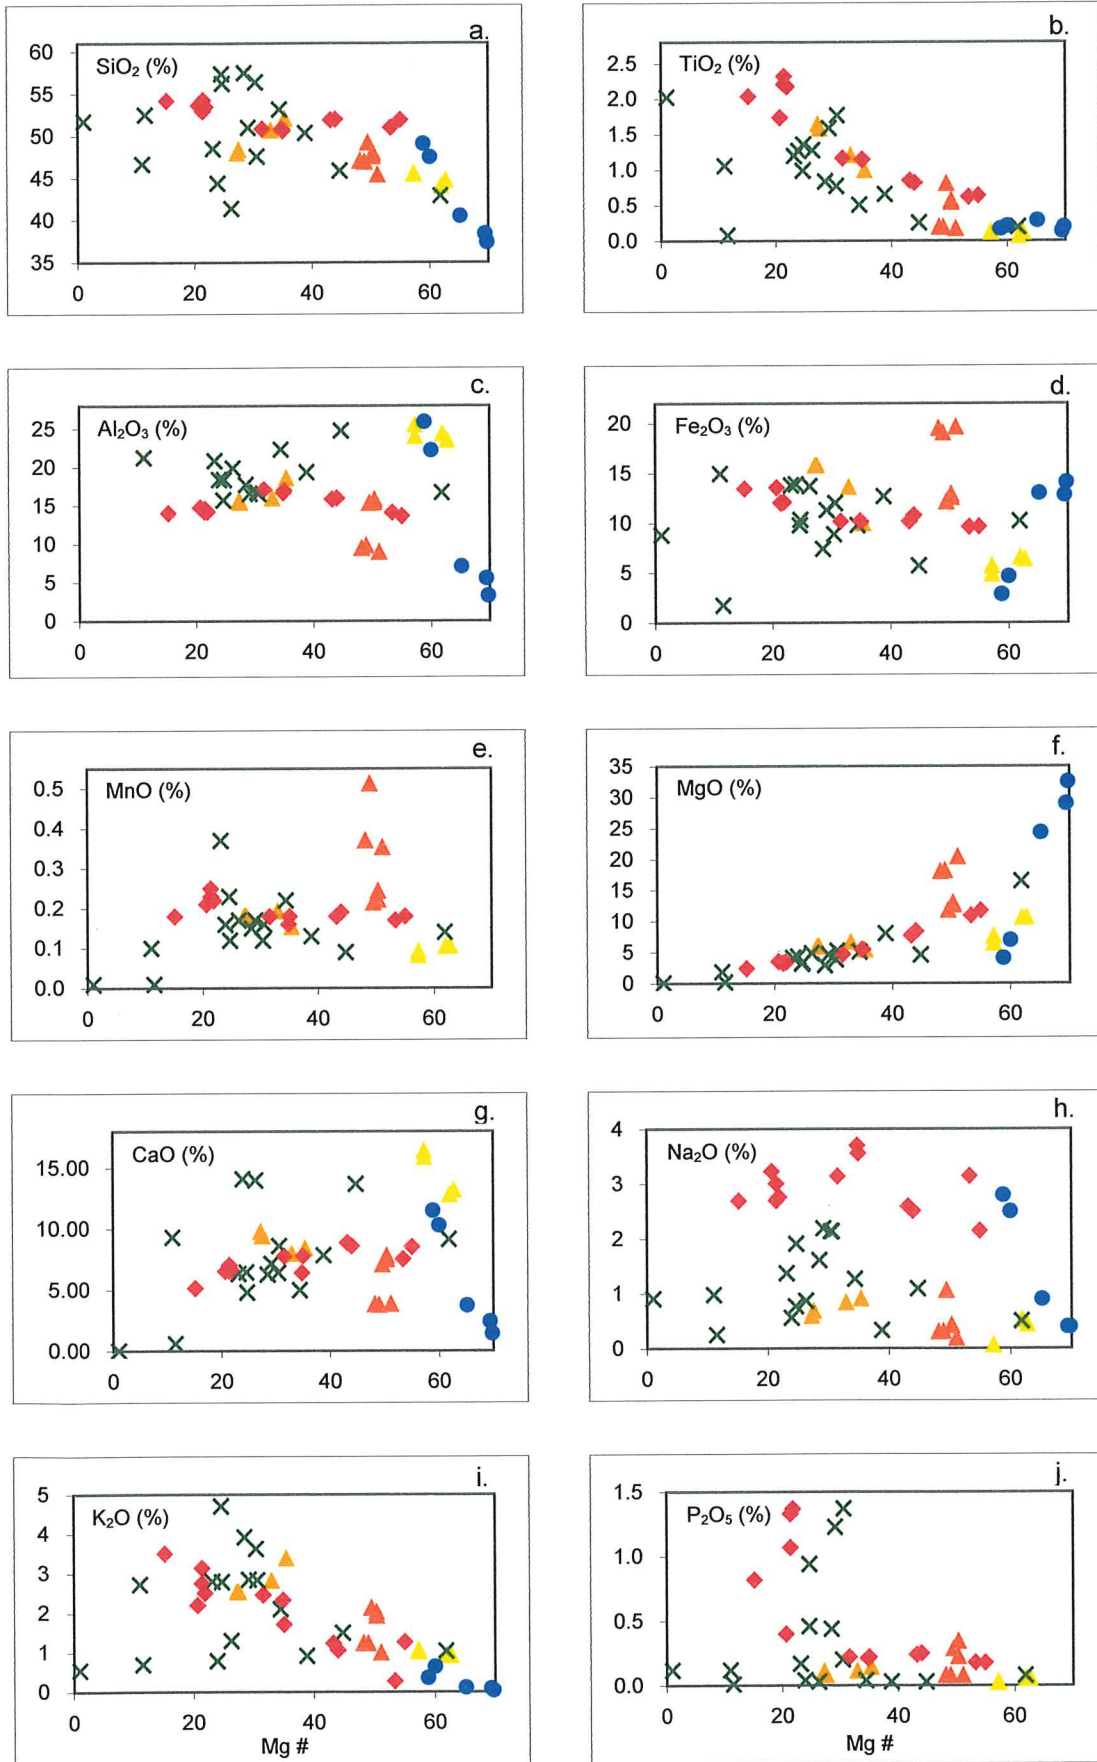 a.
SiO₂ (%)
60
55
50
45
40
35
0 20 40 60
b.
TiO₂ (%)
2.5
2.0
1.5
1.0
0.5
0.0
0 20 40 60
c.
Al₂O₃ (%)
25
20
15
10
5
0
0 20 40 60
d.
Fe₂O₃ (%)
20
15
10
5
0
0 20 40 60
e.
MnO (%)
0.5
0.4
0.3
0.2
0.1
0.0
0 20 40 60
f.
MgO (%)
35
30
25
20
15
10
5
0
0 20 40 60
g.
CaO (%)
15.00
10.00
5.00
0.00
0 20 40 60
h.
Na₂O (%)
4
3
2
1
0
0 20 40 60
i.
K₂O (%)
5
4
3
2
1
0
0 20 40 60
Mg #
j.
P₂O₅ (%)
1.5
1.0
0.5
0.0
0 20 40 60
Mg #